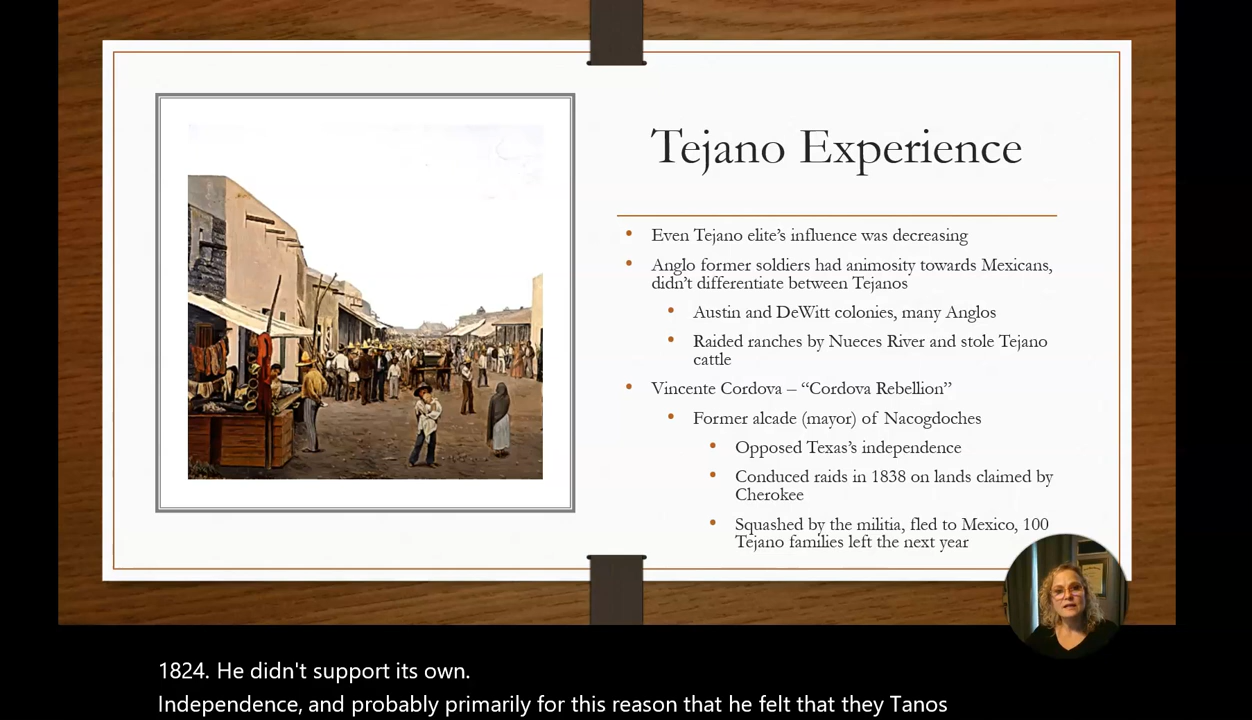 Tejano Experience
Even Tejano elite's influence was decreasing
Anglo former soldiers had animosity towards Mexicans,
didn't differentiate between Tejanos
Austin and DeWitt colonies, many Anglos
Raided ranches by Nueces River and stole Tejano
cattle
Vincente Cordova – “Cordova Rebellion”
Former alcade (mayor) of Nacogdoches
Opposed Texas's independence
Conduced raids in 1838 on lands claimed by
Cherokee
Squashed by the militia, fled to Mexico, 100
Tejano families left the next year
1824. He didn't support its own.
Independence, and probably primarily for this reason that he felt that they Tanos